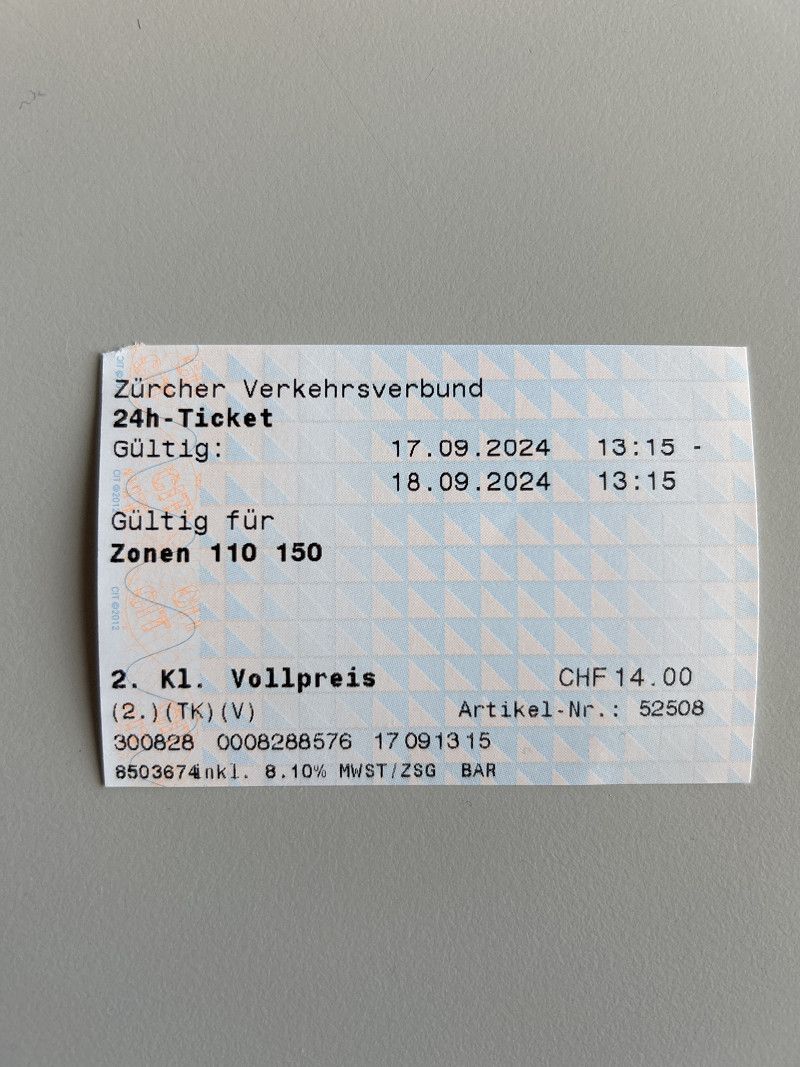 Zürcher Verkehrsverbund
24h-Ticket
Gültig: 17.09.2024 13:15 -
18.09.2024 13:15
Gültig für
Zonen 110 150
2. Kl. Vollpreis CHF 14.00
(2.)(TK)(V) Artikel-Nr.: 52508
300828 0008288576 17091315
8503674inkl. 8.10% MWST/ZSG BAR
CIT ©2012